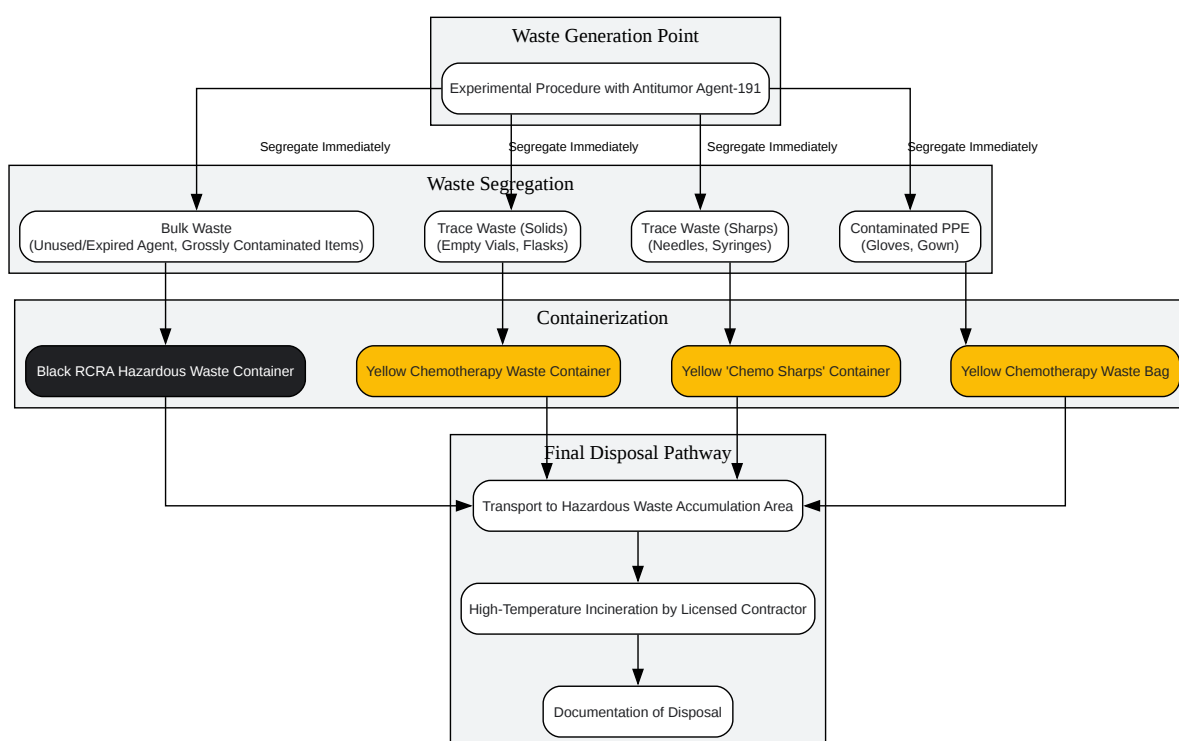 Waste Generation Point
Experimental Procedure with Antitumor Agent-191
Segregate Immediately
Segregate Immediately
Segregate Immediately
Segregate Immediately
Waste Segregation
Bulk Waste
(Unused/Expired Agent, Grossly Contaminated Items)
Trace Waste (Solids)
(Empty Vials, Flasks)
Trace Waste (Sharps)
(Needles, Syringes)
Contaminated PPE
(Gloves, Gown)
Containerization
Black RCRA Hazardous Waste Container
Yellow Chemotherapy Waste Container
Yellow 'Chemo Sharps' Container
Yellow Chemotherapy Waste Bag
Final Disposal Pathway
Transport to Hazardous Waste Accumulation Area
High-Temperature Incineration by Licensed Contractor
Documentation of Disposal